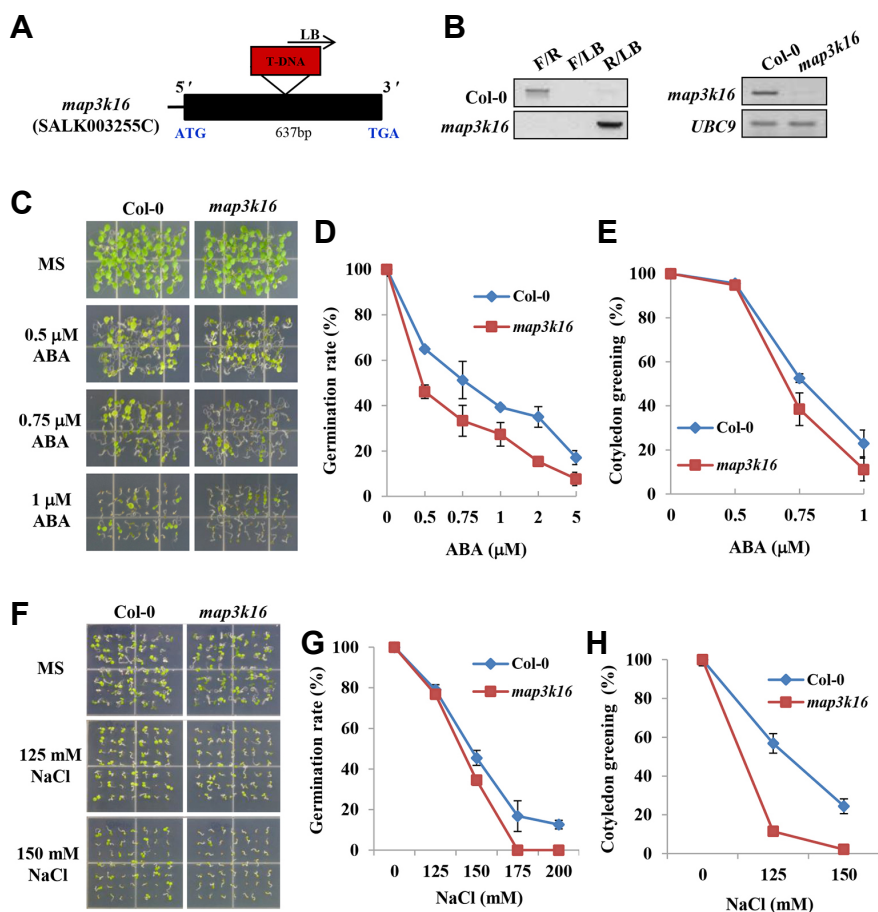 A
LB
T-DNA
5′
3′
map3k16
(SALK003255C)
ATG
637bp
TGA
B
F/R
F/LB
R/LB
Col-0
map3k16
Col-0
map3k16
map3k16
UBC9
C
Col-0
map3k16
MS
0.5 μM
ABA
0.75 μM
ABA
1 μM
ABA
D
Germination rate (%)
100
80
60
40
20
0
Col-0
map3k16
0
0.5
0.75
1
2
5
ABA (μM)
E
Cotyledon greening (%)
100
80
60
40
20
0
Col-0
map3k16
0
0.5
0.75
1
ABA (μM)
F
Col-0
map3k16
MS
125 mM
NaCl
150 mM
NaCl
G
Germination rate (%)
100
80
60
40
20
0
Col-0
map3k16
0
125
150
175
200
NaCl (mM)
H
Cotyledon greening (%)
100
80
60
40
20
0
Col-0
map3k16
0
125
150
NaCl (mM)